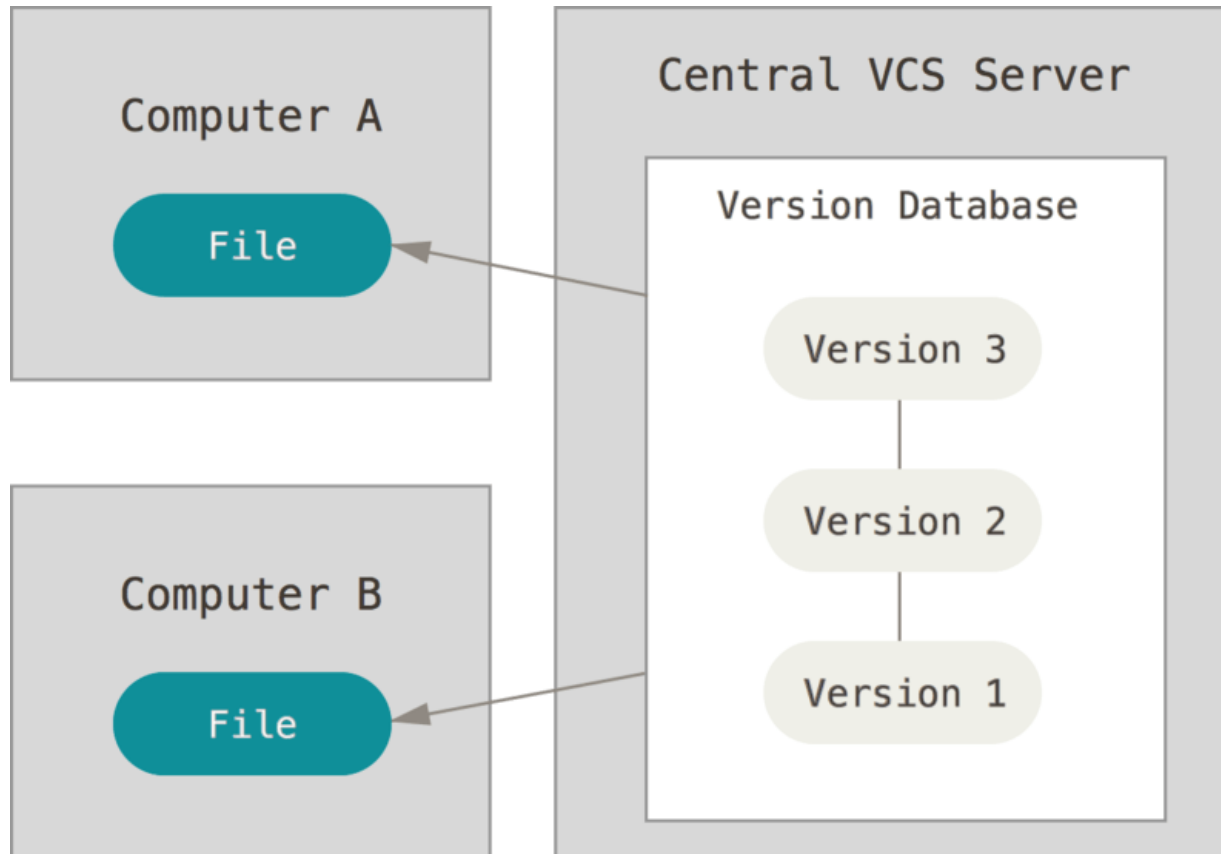 Computer A
File
Computer B
File
Central VCS Server
Version Database
Version 3
Version 2
Version 1